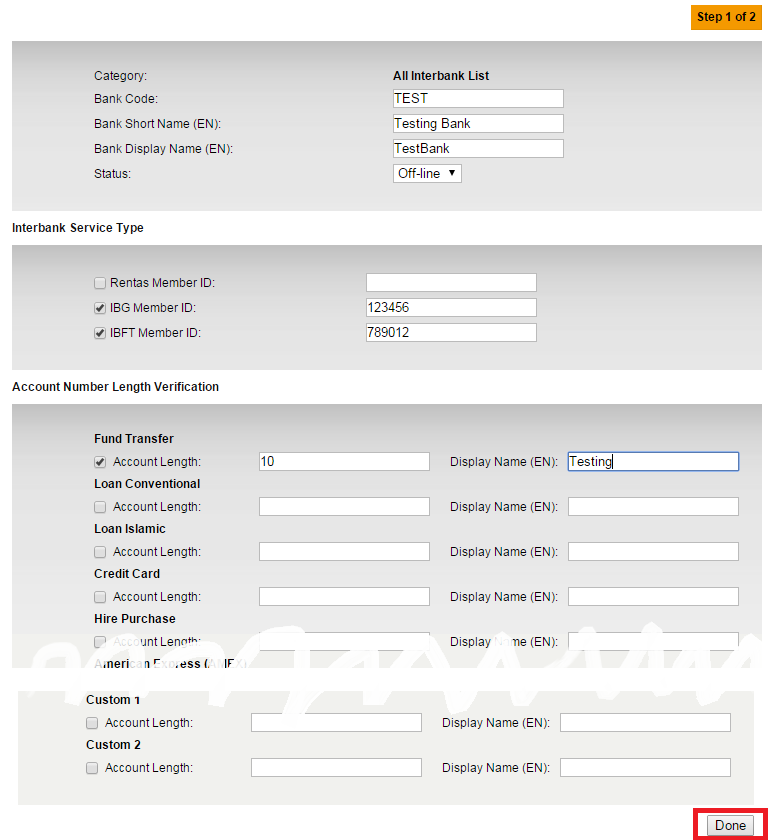 Step 1 of 2
Category: All Interbank List
Bank Code: TEST
Bank Short Name (EN): Testing Bank
Bank Display Name (EN): TestBank
Status: Off-line
Interbank Service Type
Rentas Member ID:
IBG Member ID: 123456
IBFT Member ID: 789012
Account Number Length Verification
Fund Transfer
Account Length: 10 Display Name (EN): Testing
Loan Conventional
Account Length: Display Name (EN):
Loan Islamic
Account Length: Display Name (EN):
Credit Card
Account Length: Display Name (EN):
Hire Purchase
Account Length: Display Name (EN):
American Express (AMEX)
Custom 1
Account Length: Display Name (EN):
Custom 2
Account Length: Display Name (EN):
Done